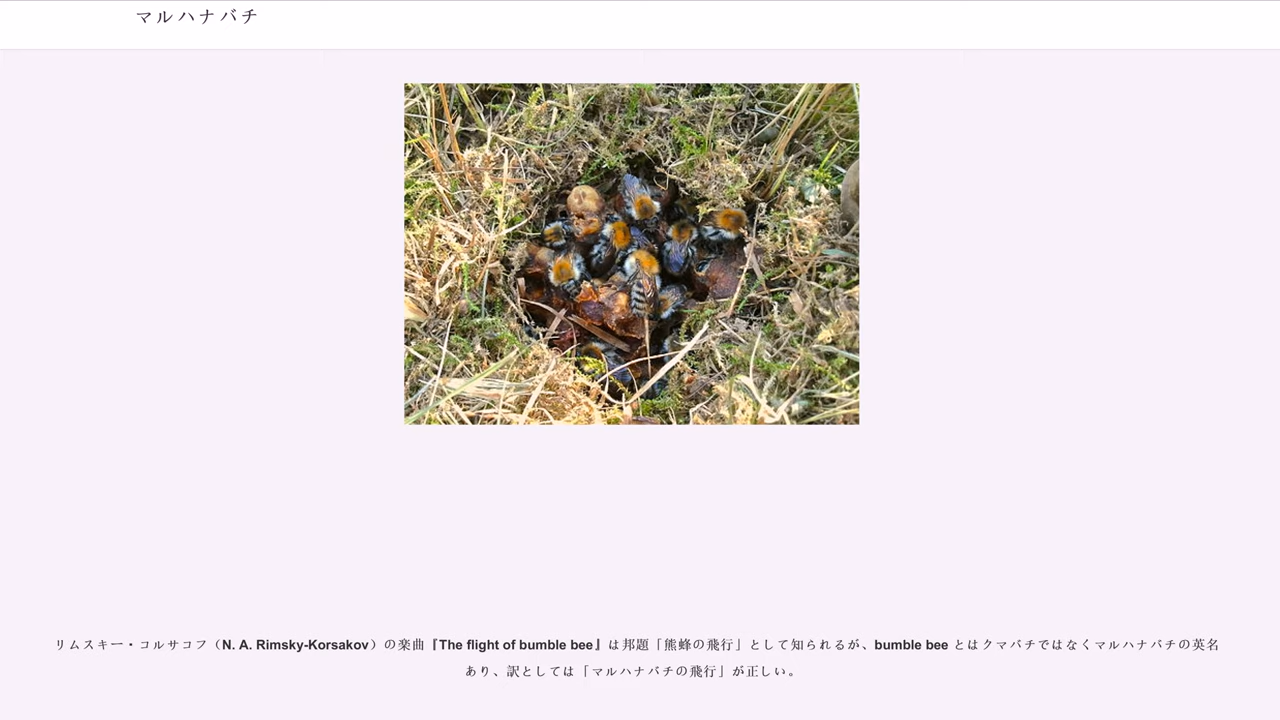 マルハナバチ
リムスキー・コルサコフ（N. A. Rimsky-Korsakov）の楽曲『The flight of bumble bee』は邦題「熊蜂の飛行」として知られるが、bumble bee とはクマバチではなくマルハナバチの英名
あり、訳としては「マルハナバチの飛行」が正しい。